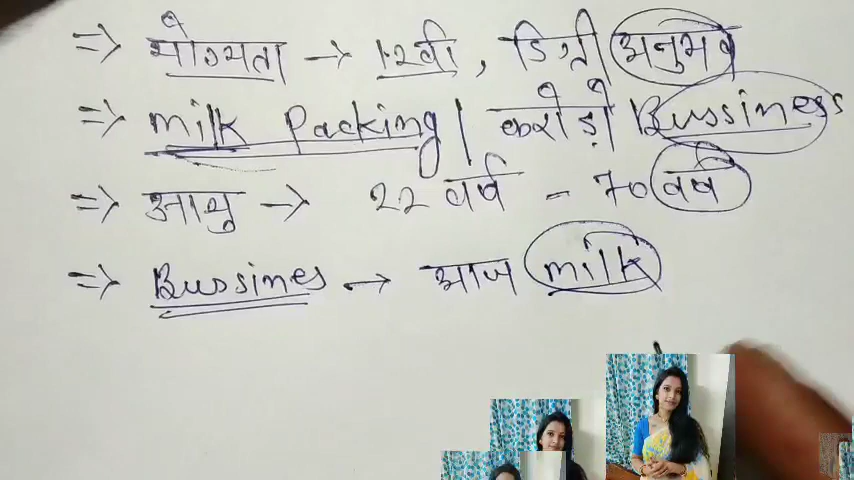 => योग्यता → 12वी, डिग्री अनुभव
=> milk Packing | करोड़ो Bussiness
=> आयु → 22 वर्ष - 70 वर्ष
=> Bussines → आज milk